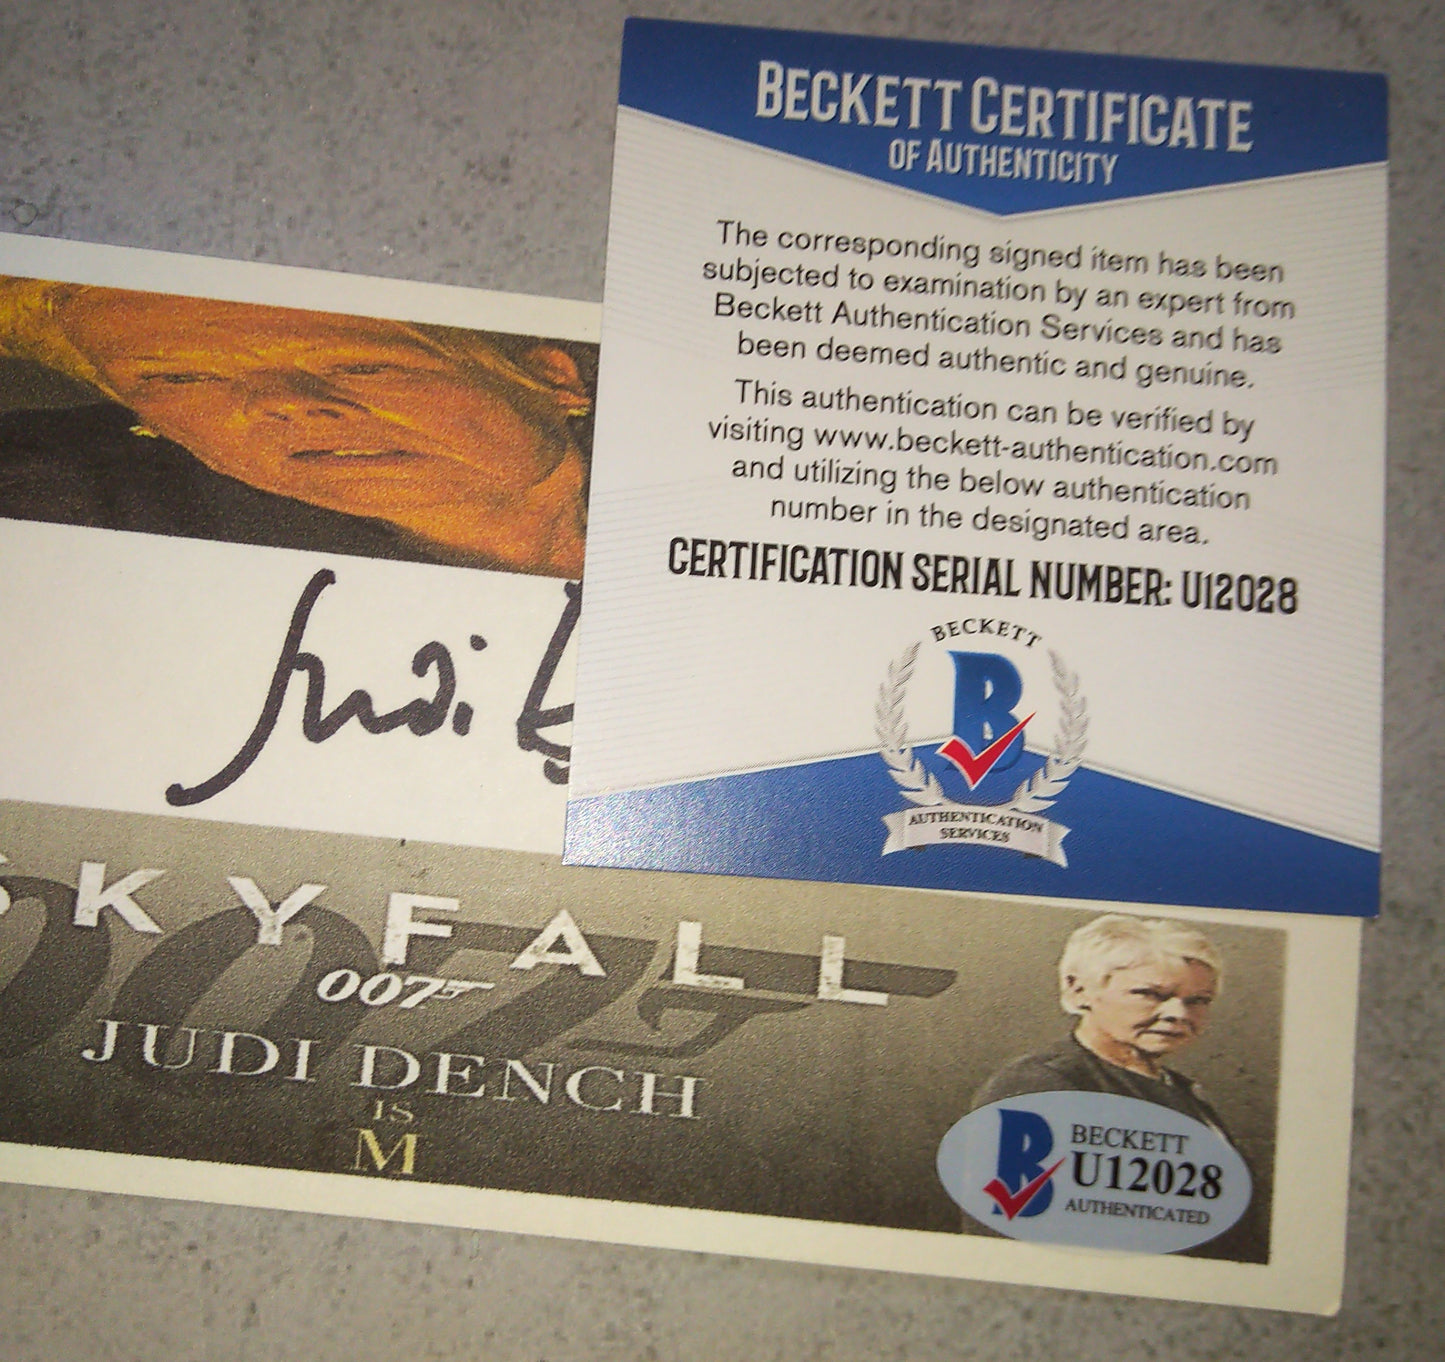 BECKETT CERTIFICATE
OF AUTHENTICITY
The corresponding signed item has been
subjected to examination by an expert from
Beckett Authentication Services and has
been deemed authentic and genuine.
This authentication can be verified by
visiting www.beckett-authentication.com
and utilizing the below authentication
number in the designated area.
CERTIFICATION SERIAL NUMBER: U12028
BECKETT
B
AUTHENTICATION
SERVICES
Judi
SKYFALL
007
007
JUDI DENCH
IS
M
B
BECKETT
U12028
AUTHENTICATED